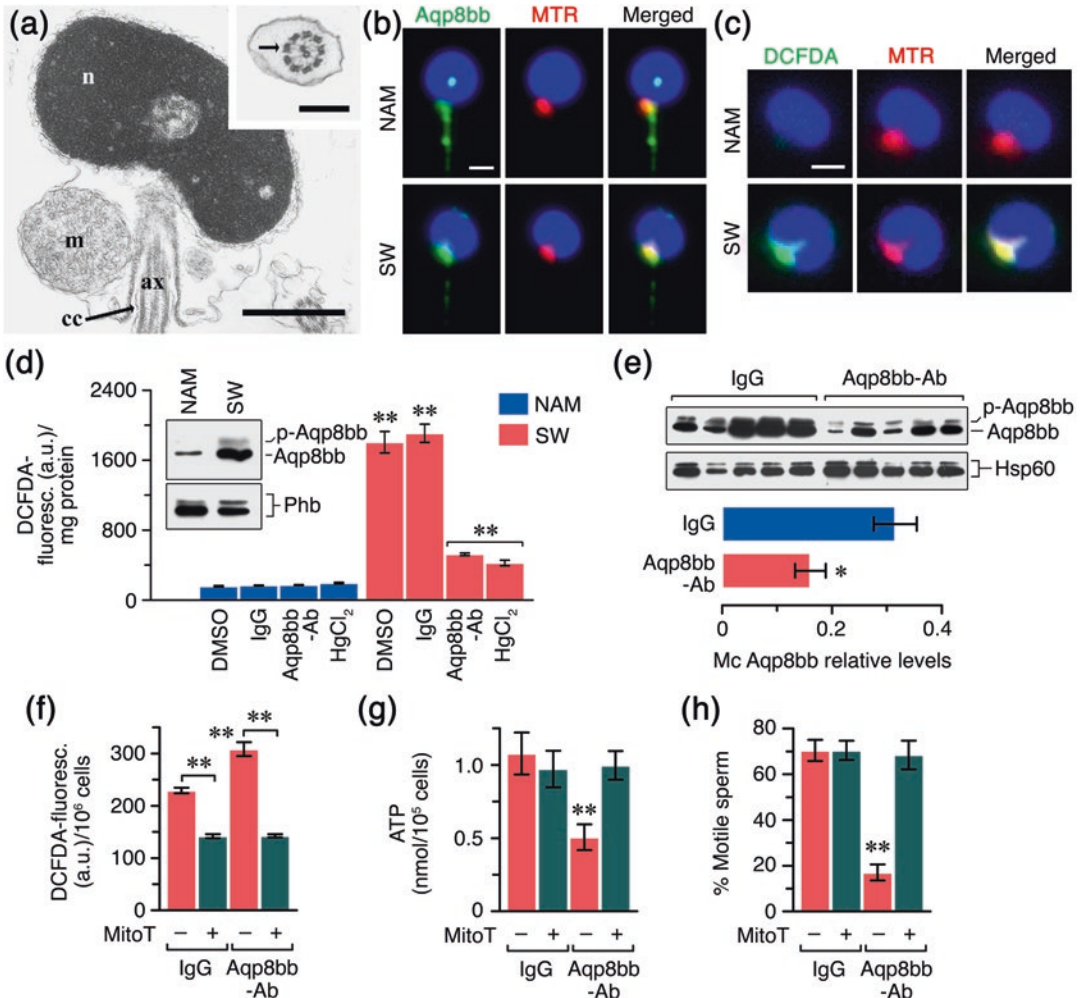 (a)
n
m
ax
cc
(b)
Aqp8bb MTR Merged
NAM
SW
(c)
DCFDA MTR Merged
NAM
SW
(d)
DCFDA-
fluoresc. (a.u.)/
mg protein
2400
1600
800
0
NAM SW
p-Aqp8bb
Aqp8bb
Phb
** **
**
NAM
SW
DMSO
IgG
Aqp8bb
-Ab
HgCl₂
DMSO
IgG
Aqp8bb
-Ab
HgCl₂
(e)
IgG Aqp8bb-Ab
p-Aqp8bb
Aqp8bb
Hsp60
IgG
Aqp8bb
-Ab
*
0 0.2 0.4
Mc Aqp8bb relative levels
(f)
DCFDA-fluoresc.
(a.u.)/10⁶ cells
300
200
100
0
** ** **
MitoT – + – +
IgG Aqp8bb
-Ab
(g)
ATP
(nmol/10⁵ cells)
1.0
0.5
0
**
MitoT – + – +
IgG Aqp8bb
-Ab
(h)
% Motile sperm
80
60
40
20
0
**
MitoT – + – +
IgG Aqp8bb
-Ab